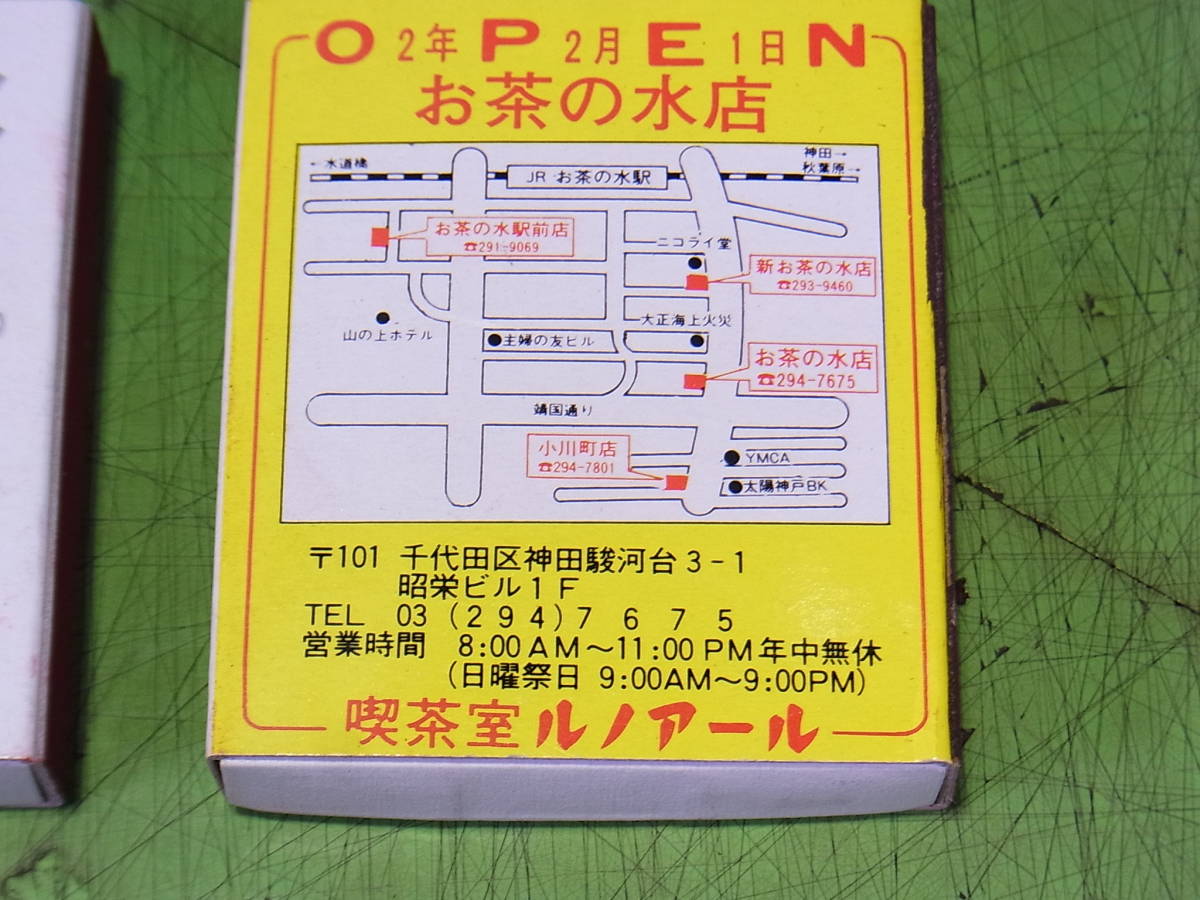 O 2年 P 2月 E 1日 N
お茶の水店
←水道橋
神田→
秋葉原→
JR お茶の水駅
お茶の水駅前店
☎291-9069
ニコライ堂
新お茶の水店
☎293-9460
山の上ホテル
主婦の友ビル
大正海上火災
お茶の水店
☎294-7675
靖国通り
小川町店
☎294-7801
YMCA
太陽神戸BK
〒101 千代田区神田駿河台3-1
昭栄ビル1F
TEL 03 (294)7675
営業時間 8:00AM〜11:00PM年中無休
(日曜祭日 9:00AM〜9:00PM)
喫茶室ルノアール